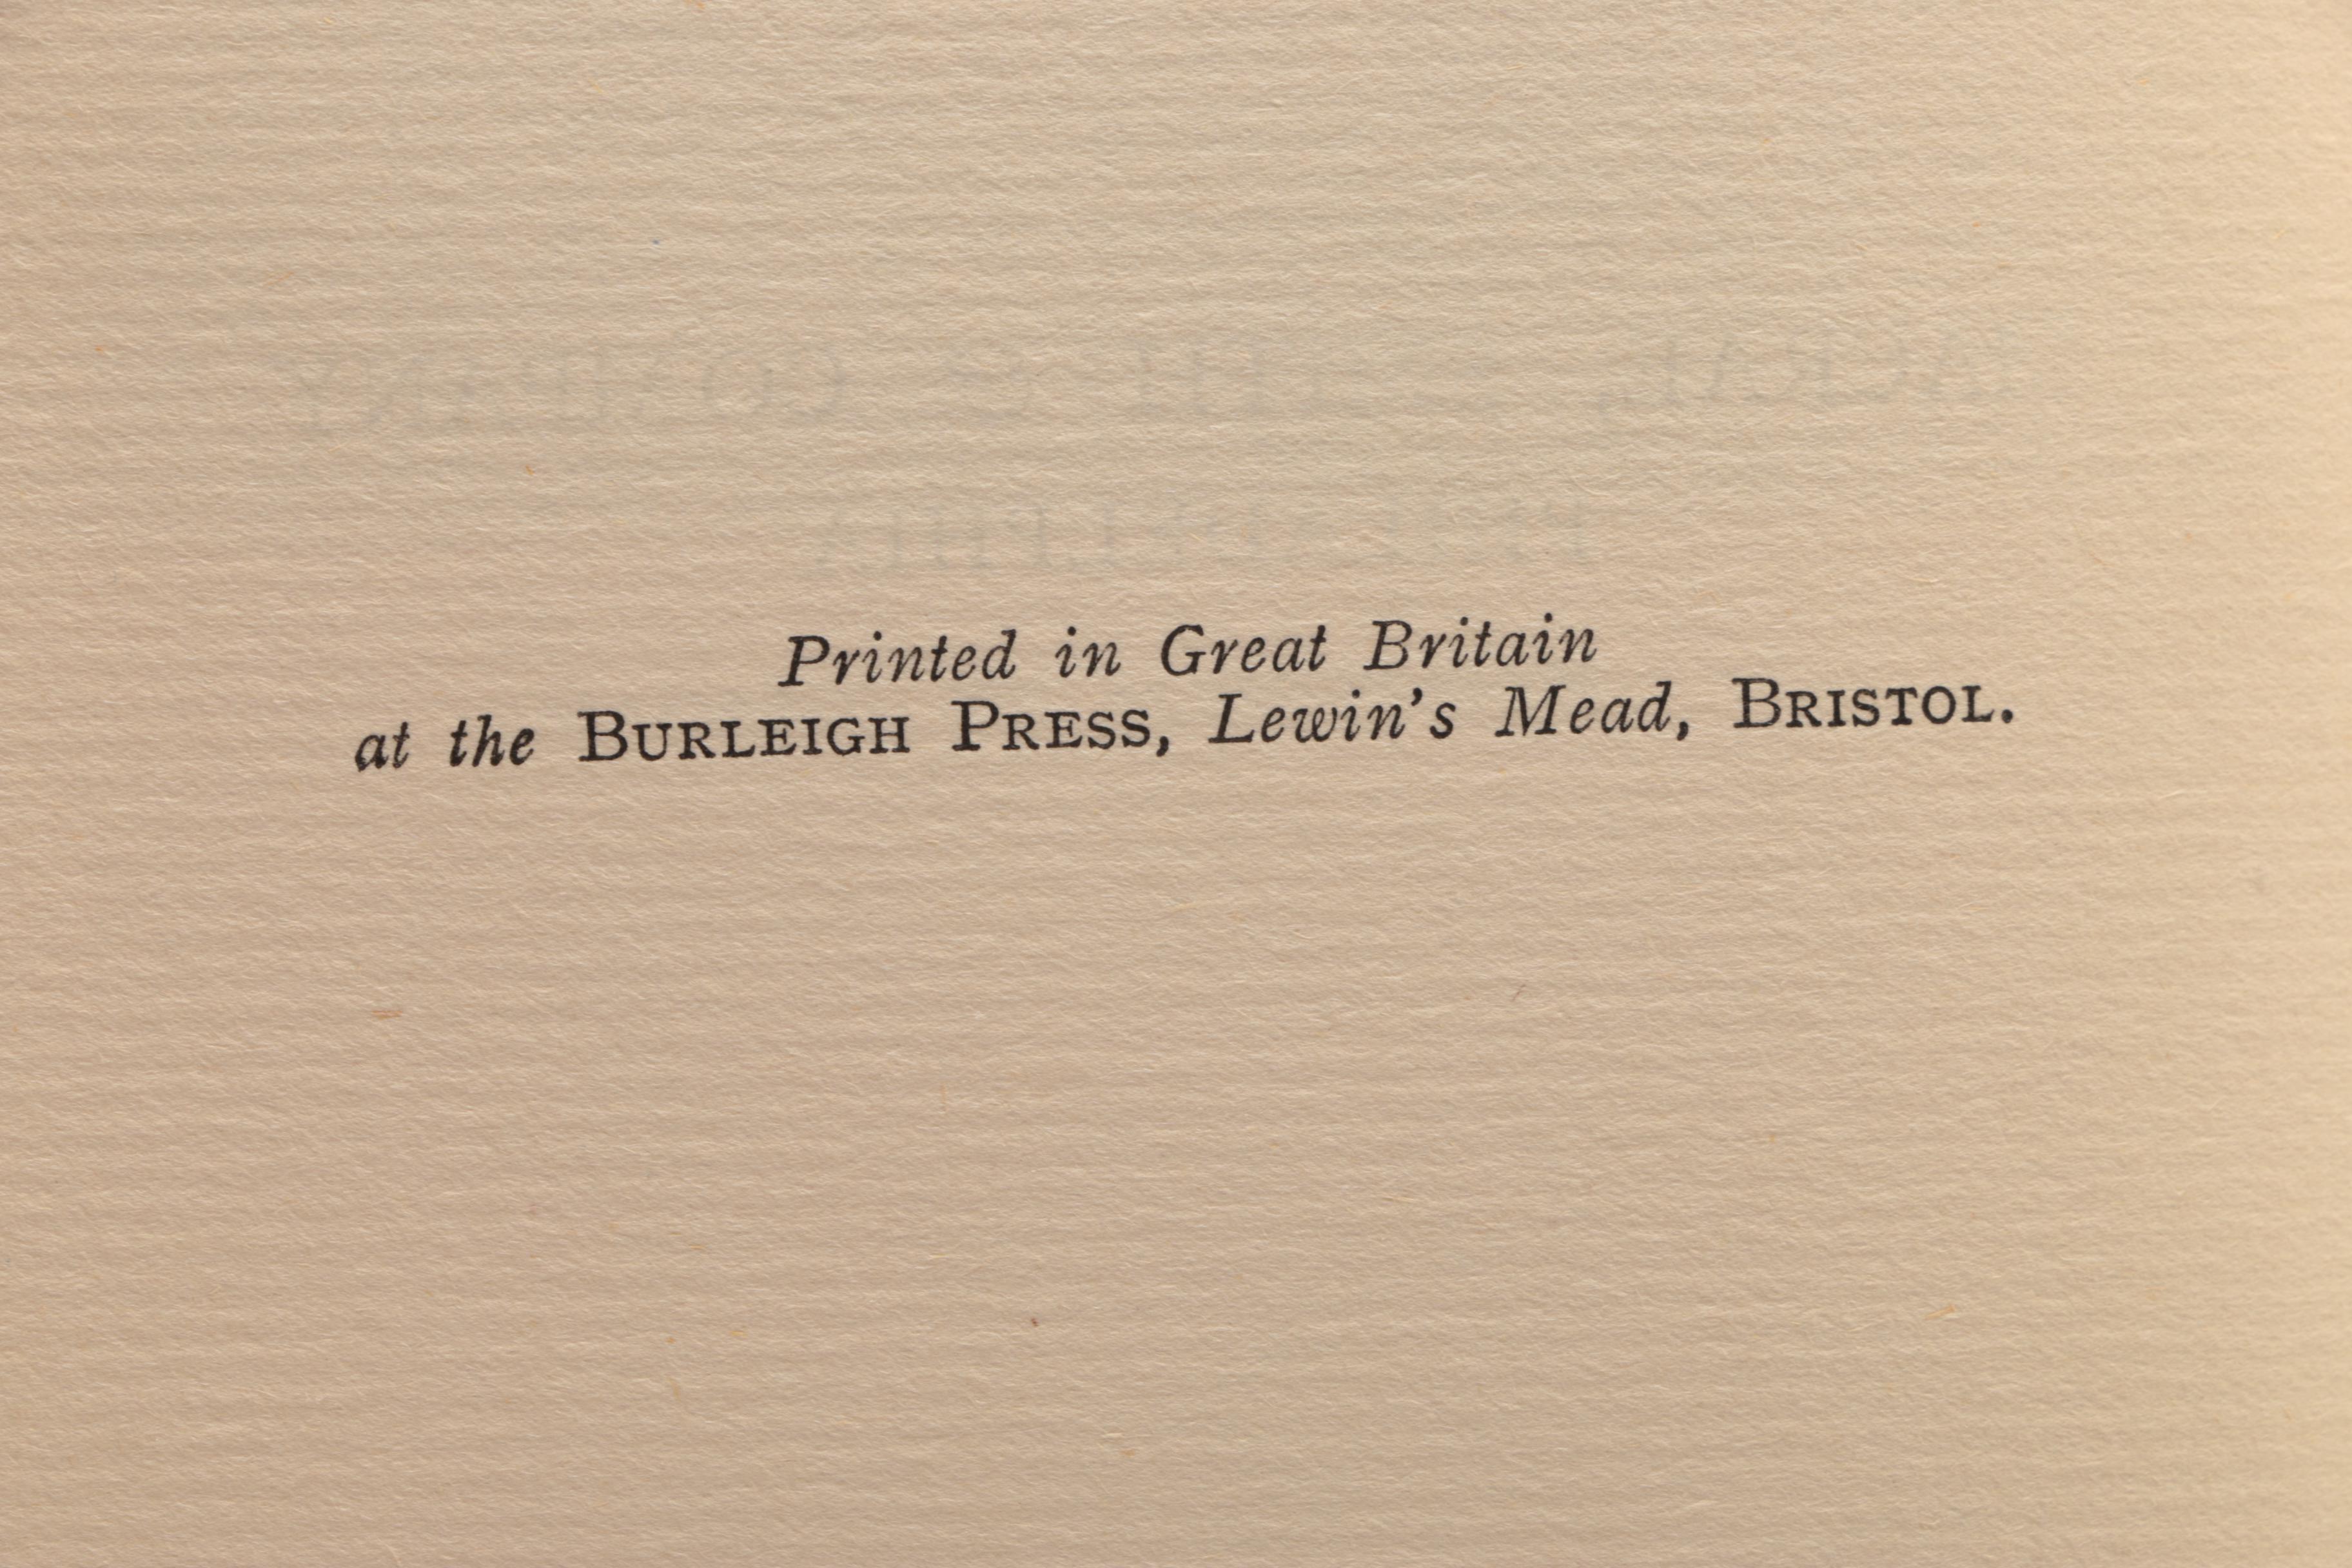 Printed in Great Britain
at the BURLEIGH PRESS, Lewin's Mead, BRISTOL.